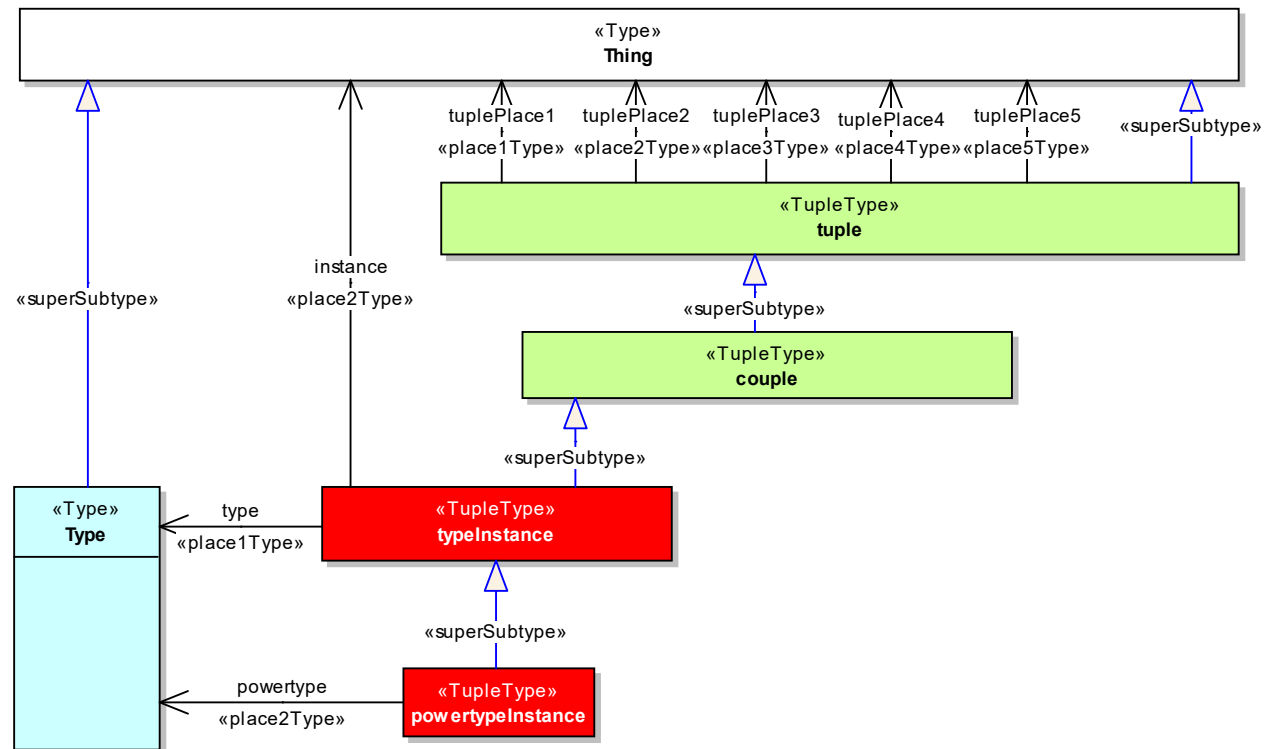 «Type»
Thing
tuplePlace1
tuplePlace2
tuplePlace3
tuplePlace4
tuplePlace5
«superSubtype»
«place1Type»
«place2Type»
«place3Type»
«place4Type»
«place5Type»
«TupleType»
tuple
instance
«place2Type»
«superSubtype»
«superSubtype»
«TupleType»
couple
«superSubtype»
«Type»
Type
type
«place1Type»
«TupleType»
typeInstance
«superSubtype»
powertype
«place2Type»
«TupleType»
powertypeInstance